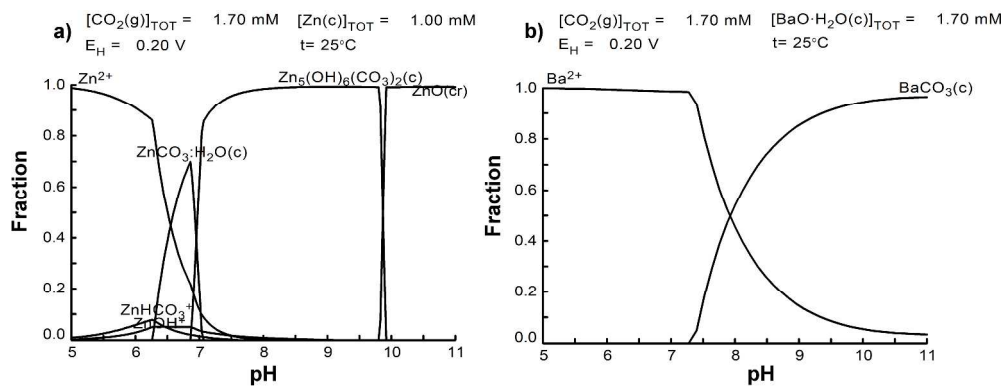 a)
[CO₂(g)]TOT = 1.70 mM [Zn(c)]TOT = 1.00 mM
EH = 0.20 V t= 25°C
Zn²⁺
Zn₅(OH)₆(CO₃)₂(c)
ZnO(cr)
ZnCO₃:H₂O(c)
ZnHCO₃⁺
ZnOH⁺
Fraction
1.0
0.8
0.6
0.4
0.2
0.0
5 6 7 8 9 10 11
pH
b)
[CO₂(g)]TOT = 1.70 mM [BaO·H₂O(c)]TOT = 1.70 mM
EH = 0.20 V t= 25°C
Ba²⁺
BaCO₃(c)
Fraction
1.0
0.8
0.6
0.4
0.2
0.0
5 6 7 8 9 10 11
pH